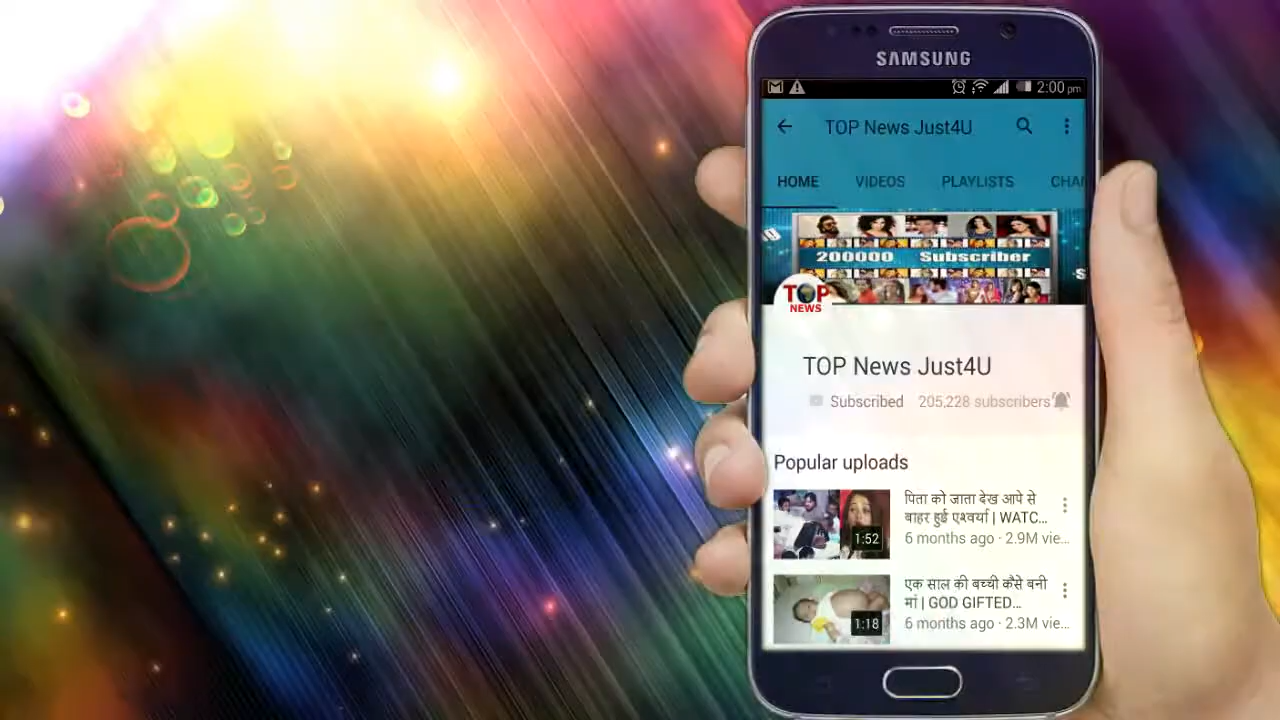 SAMSUNG
2:00 pm
TOP News Just4U
HOME VIDEOS PLAYLISTS CHA
200000 Subscriber
TOP
NEWS
TOP News Just4U
Subscribed 205,228 subscribers
Popular uploads
पिता को जाता देख आपे से
बाहर हुई एश्वर्या | WATC...
1:52
6 months ago · 2.9M vie...
एक साल की बच्ची कैसे बनी
मां | GOD GIFTED...
1:18
6 months ago · 2.3M vie...